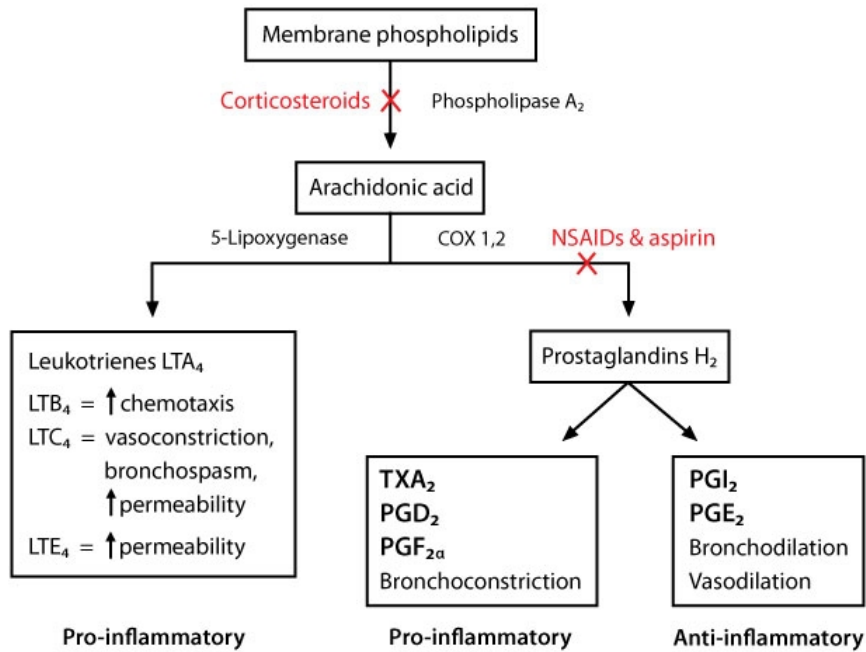 Membrane phospholipids
Corticosteroids
Phospholipase A₂
Arachidonic acid
5-Lipoxygenase
COX 1,2
NSAIDs & aspirin
Leukotrienes LTA₄
LTB₄ = ↑ chemotaxis
LTC₄ = vasoconstriction,
bronchospasm,
↑ permeability
LTE₄ = ↑ permeability
Prostaglandins H₂
TXA₂
PGD₂
PGF₂α
Bronchoconstriction
PGI₂
PGE₂
Bronchodilation
Vasodilation
Pro-inflammatory
Pro-inflammatory
Anti-inflammatory